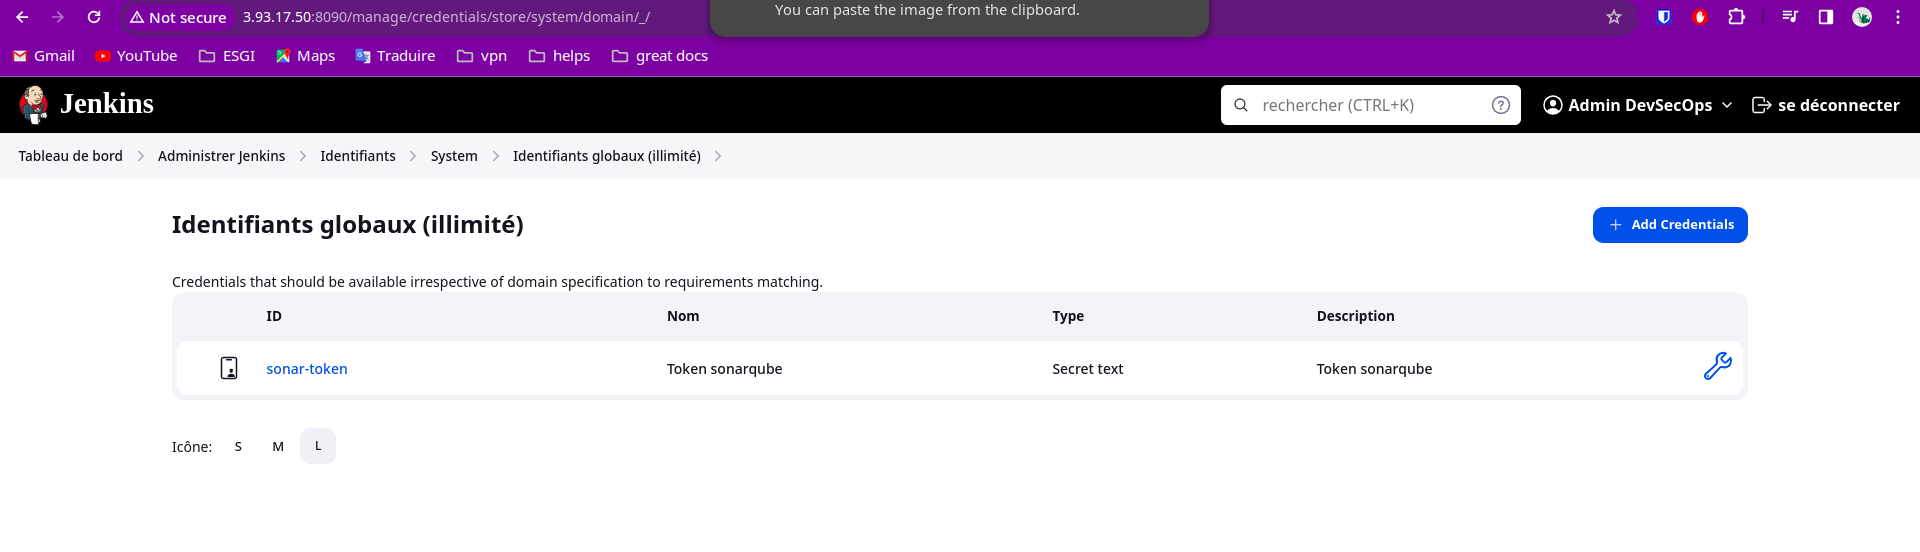 Not secure 3.93.17.50:8090/manage/credentials/store/system/domain/_/
You can paste the image from the clipboard.
Gmail YouTube ESGI Maps Traduire vpn helps great docs
Jenkins rechercher (CTRL+K) ? Admin DevSecOps se déconnecter
Tableau de bord Administrer Jenkins Identifiants System Identifiants globaux (illimité)
Identifiants globaux (illimité) + Add Credentials
Credentials that should be available irrespective of domain specification to requirements matching.
ID Nom Type Description
sonar-token Token sonarqube Secret text Token sonarqube
Icône: S M L